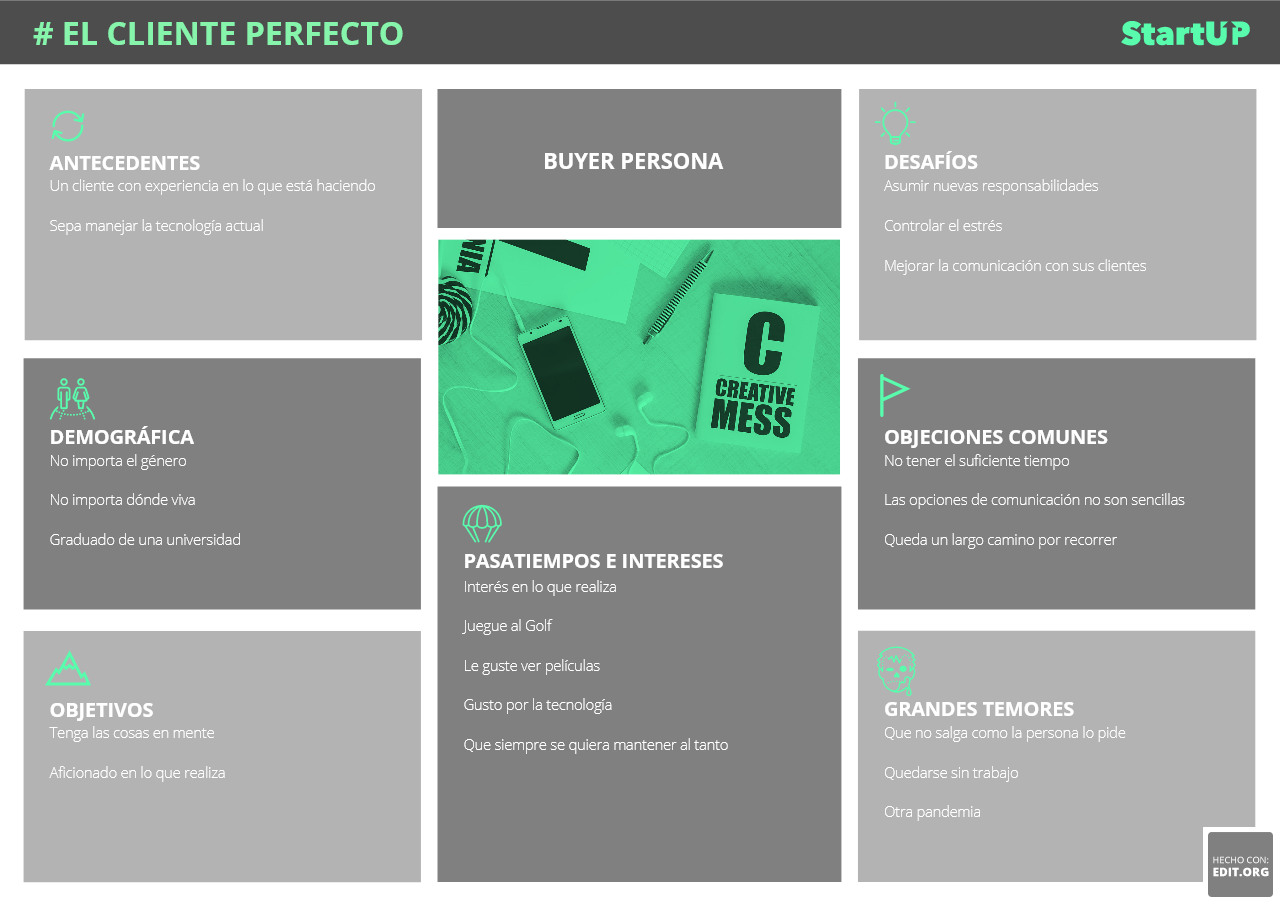 # EL CLIENTE PERFECTO
StartUP
ANTECEDENTES
Un cliente con experiencia en lo que está haciendo
Sepa manejar la tecnología actual
DEMOGRÁFICA
No importa el género
No importa dónde viva
Graduado de una universidad
OBJETIVOS
Tenga las cosas en mente
Aficionado en lo que realiza
BUYER PERSONA
NIA
C
CREATIVE
MESS
PASATIEMPOS E INTERESES
Interés en lo que realiza
Juegue al Golf
Le guste ver películas
Gusto por la tecnología
Que siempre se quiera mantener al tanto
DESAFÍOS
Asumir nuevas responsabilidades
Controlar el estrés
Mejorar la comunicación con sus clientes
OBJECIONES COMUNES
No tener el suficiente tiempo
Las opciones de comunicación no son sencillas
Queda un largo camino por recorrer
GRANDES TEMORES
Que no salga como la persona lo pide
Quedarse sin trabajo
Otra pandemia
HECHO CON:
EDIT.ORG